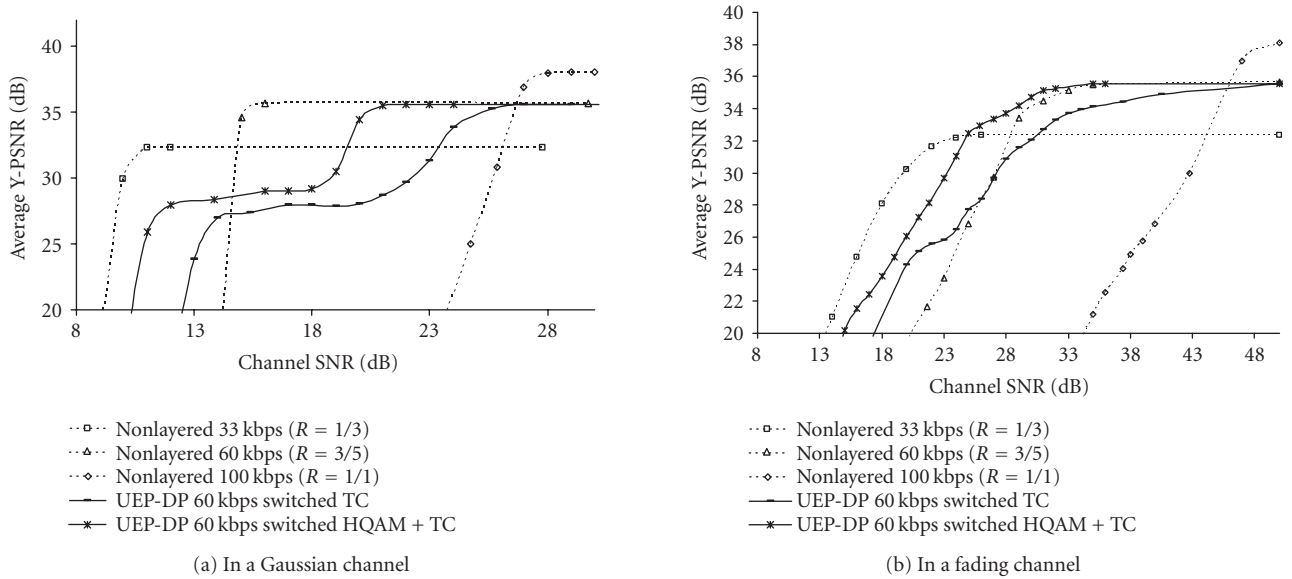 Average Y-PSNR (dB)
40
35
30
25
20
8 13 18 23 28
Channel SNR (dB)
Nonlayered 33 kbps (R = 1/3)
Nonlayered 60 kbps (R = 3/5)
Nonlayered 100 kbps (R = 1/1)
UEP-DP 60 kbps switched TC
UEP-DP 60 kbps switched HQAM + TC
(a) In a Gaussian channel
Average Y-PSNR (dB)
40
38
36
34
32
30
28
26
24
22
20
8 13 18 23 28 33 38 43 48
Channel SNR (dB)
Nonlayered 33 kbps (R = 1/3)
Nonlayered 60 kbps (R = 3/5)
Nonlayered 100 kbps (R = 1/1)
UEP-DP 60 kbps switched TC
UEP-DP 60 kbps switched HQAM + TC
(b) In a fading channel